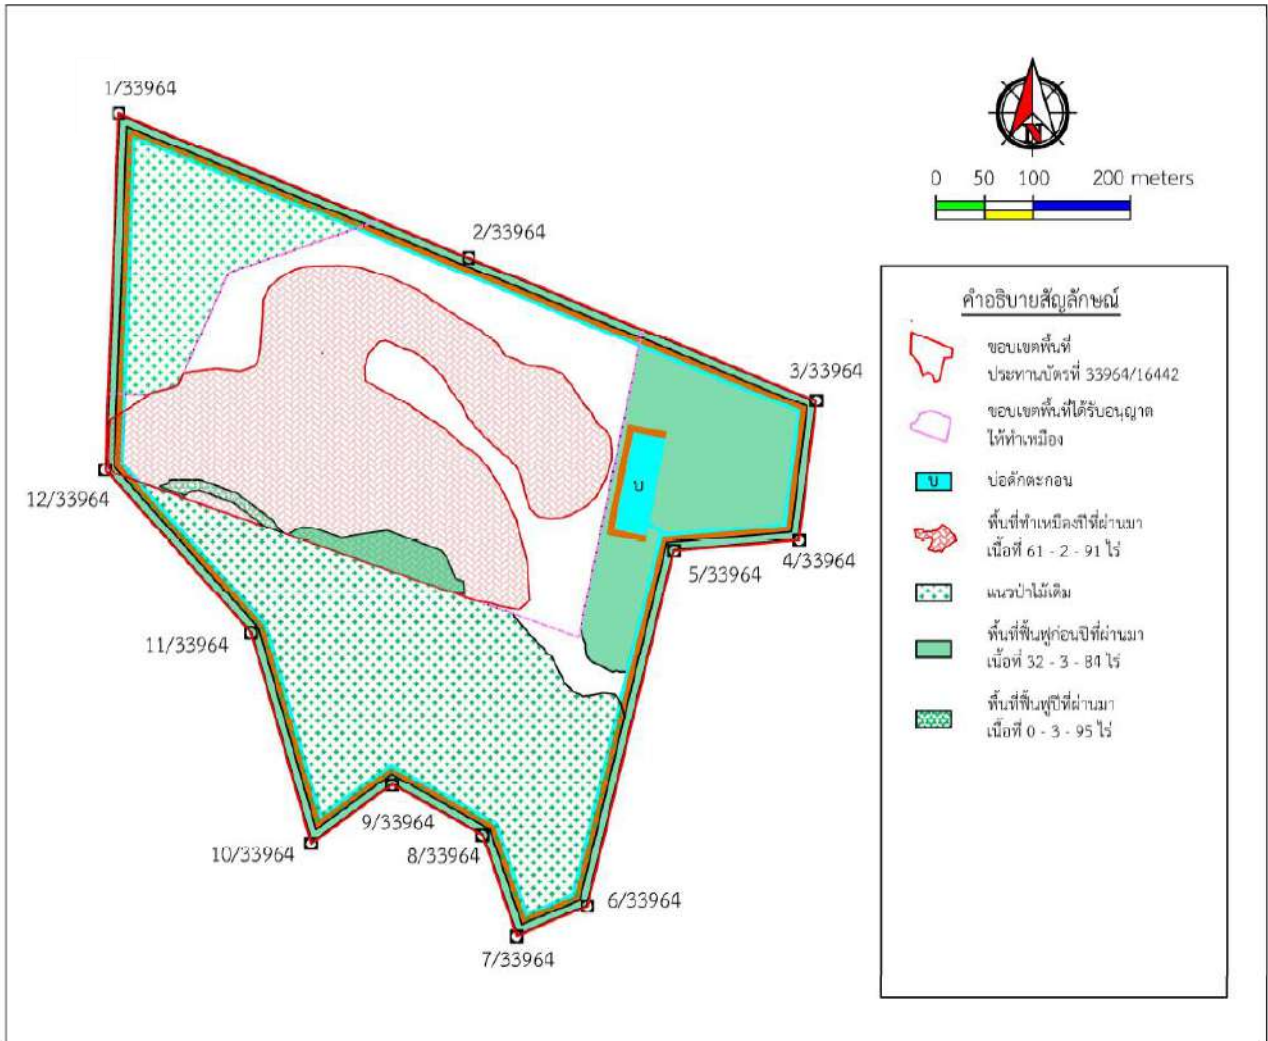 1/33964
2/33964
3/33964
4/33964
5/33964
6/33964
7/33964
8/33964
9/33964
10/33964
11/33964
12/33964
บ
N
0 50 100 200 meters
คำอธิบายสัญลักษณ์
ขอบเขตพื้นที่
ประทานบัตรที่ 33964/16442
ขอบเขตพื้นที่ได้รับอนุญาต
ให้ทำเหมือง
บ บ่อดักตะกอน
พื้นที่ทำเหมืองปีที่ผ่านมา
เนื้อที่ 61 - 2 - 91 ไร่
แนวป่าไม้เดิม
พื้นที่ฟื้นฟูก่อนปีที่ผ่านมา
เนื้อที่ 32 - 3 - 84 ไร่
พื้นที่ฟื้นฟูปีที่ผ่านมา
เนื้อที่ 0 - 3 - 95 ไร่